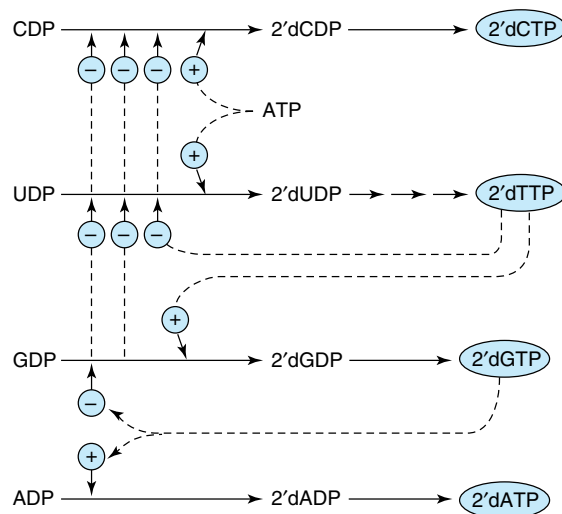 CDP 2′dCDP 2′dCTP
− − − +
ATP
+
UDP 2′dUDP 2′dTTP
− − −
+
GDP 2′dGDP 2′dGTP
−
+
ADP 2′dADP 2′dATP